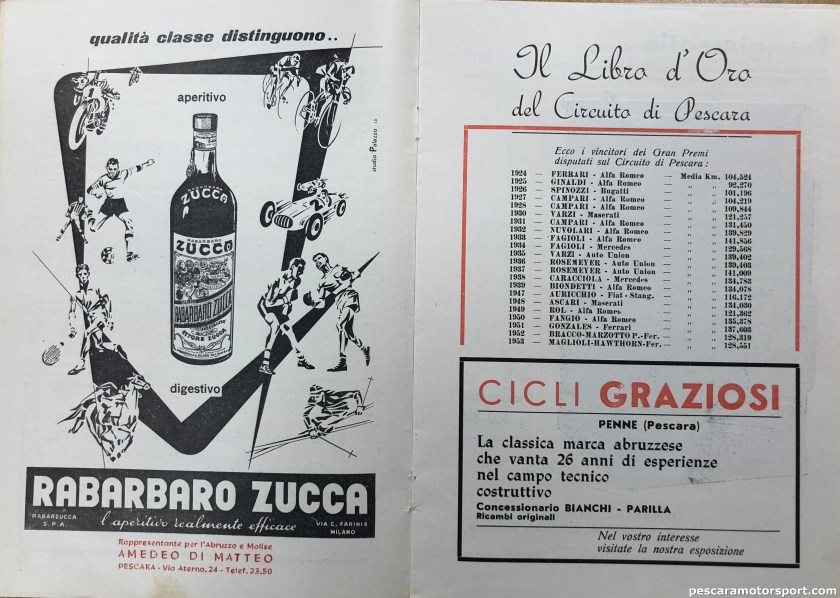 qualità classe distinguono..
aperitivo
studio Palazzo
ZUCCA
RABARBARO
ZUCCA
RABARBARO ZUCCA
ETTORE ZUCCA
digestivo
RABARBARO ZUCCA
RABARZUCCA
S.P.A.
l'aperitivo realmente efficace
VIA C. FARINI 4
MILANO
Rappresentante per l'Abruzzo e Molise
AMEDEO DI MATTEO
PESCARA - Via Aterno, 24 - Telef. 23.50
Il Libro d'Oro
del Circuito di Pescara
Ecco i vincitori dei Gran Premi
disputati sul Circuito di Pescara :
1924 — FERRARI - Alfa Romeo — Media Km. 104,524
1925 — GINALDI - Alfa Romeo — „ „ 92,270
1926 — SPINOZZI - Bugatti — „ „ 101,196
1927 — CAMPARI - Alfa Romeo — „ „ 104,219
1928 — CAMPARI - Alfa Romeo — „ „ 109,844
1930 — VARZI - Maserati — „ „ 121,257
1931 — CAMPARI - Alfa Romeo — „ „ 131,450
1932 — NUVOLARI - Alfa Romeo — „ „ 139,829
1933 — FAGIOLI - Alfa Romeo — „ „ 141,856
1934 — FAGIOLI - Mercedes — „ „ 129,568
1935 — VARZI - Auto Union — „ „ 139,402
1936 — ROSEMEYER - Auto Union — „ „ 139,403
1937 — ROSEMEYER - Auto Union — „ „ 141,009
1938 — CARACCIOLA - Mercedes — „ „ 134,783
1939 — BIONDETTI - Alfa Romeo — „ „ 134,078
1947 — AURICCHIO - Fiat - Stang. — „ „ 116,172
1948 — ASCARI - Maserati — „ „ 134,030
1949 — ROL - Alfa Romeo — „ „ 121,362
1950 — FANGIO - Alfa Romeo — „ „ 135,378
1951 — GONZALES - Ferrari — „ „ 137,603
1952 — BRACCO-MARZOTTO P.-Fer. — „ „ 128,319
1953 — MAGLIOLI-HAWTHORN-Fer. — „ „ 128,551
CICLI GRAZIOSI
PENNE (Pescara)
La classica marca abruzzese
che vanta 26 anni di esperienze
nel campo tecnico
costruttivo
Concessionario BIANCHI - PARILLA
Ricambi originali
Nel vostro interesse
visitate la nostra esposizione
pescaramotorsport.com